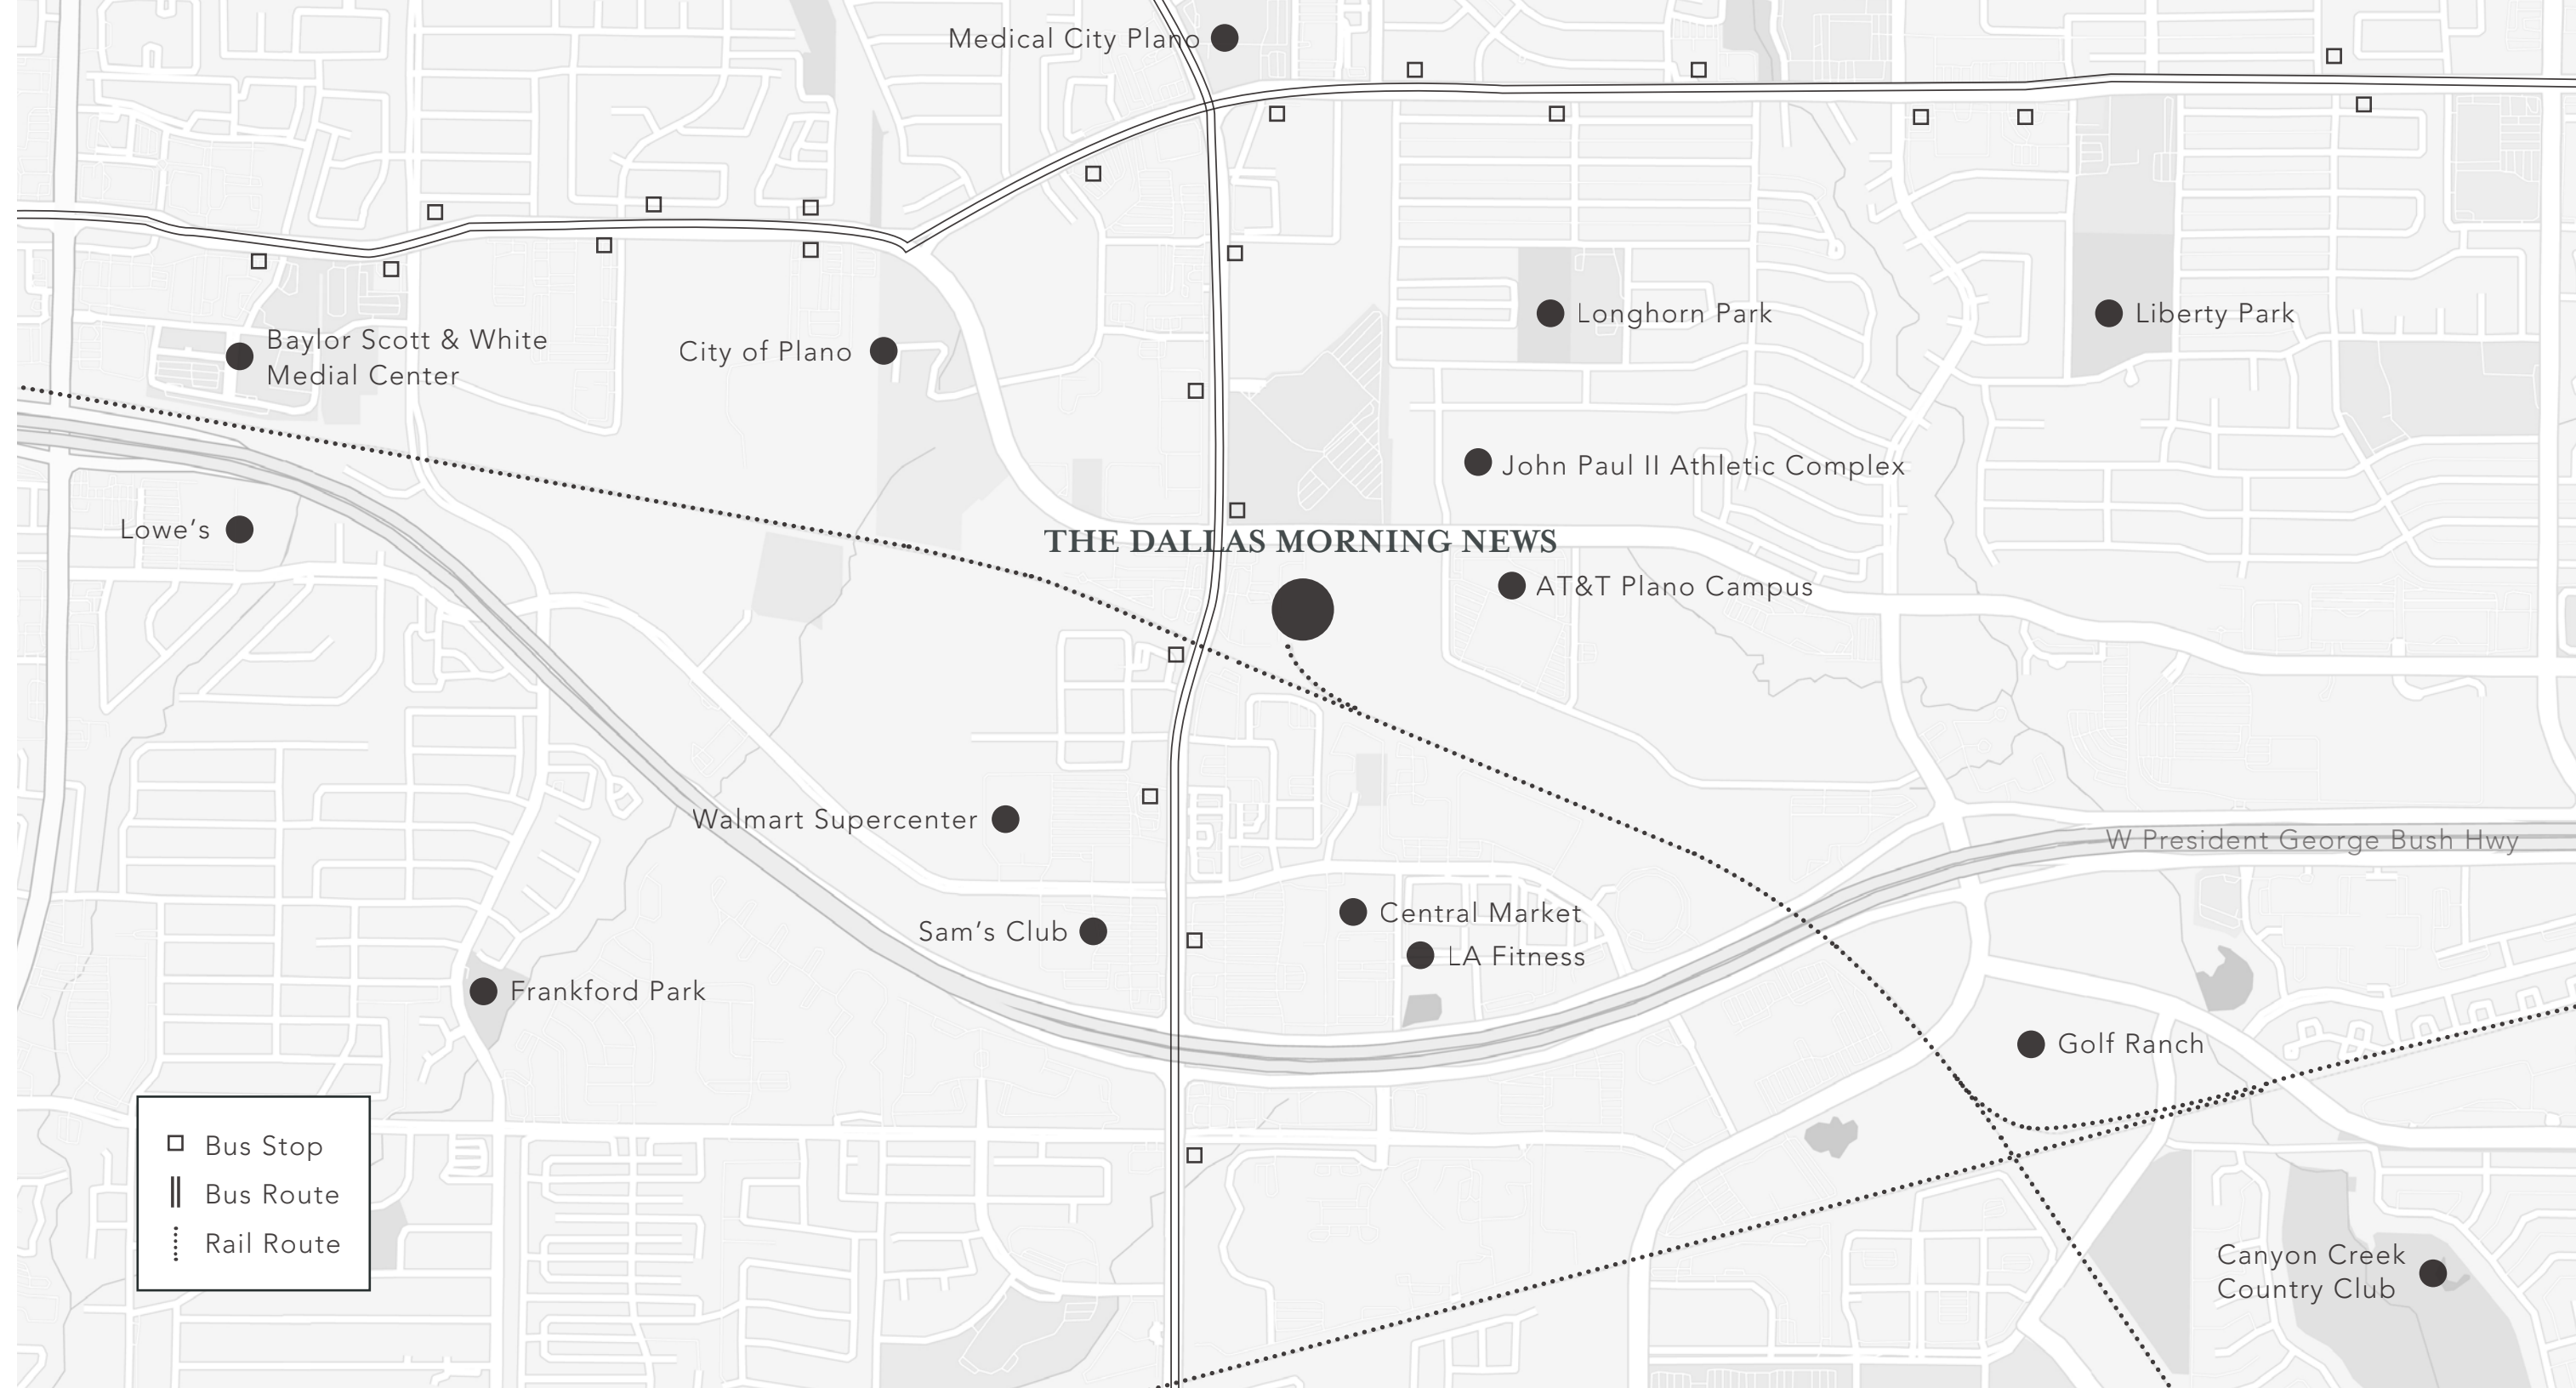 Medical City Plano
Baylor Scott & White
Medial Center
City of Plano
Longhorn Park
Liberty Park
John Paul II Athletic Complex
Lowe's
THE DALLAS MORNING NEWS
AT&T Plano Campus
Walmart Supercenter
W President George Bush Hwy
Sam's Club
Central Market
LA Fitness
Frankford Park
Golf Ranch
Bus Stop
Bus Route
Rail Route
Canyon Creek
Country Club